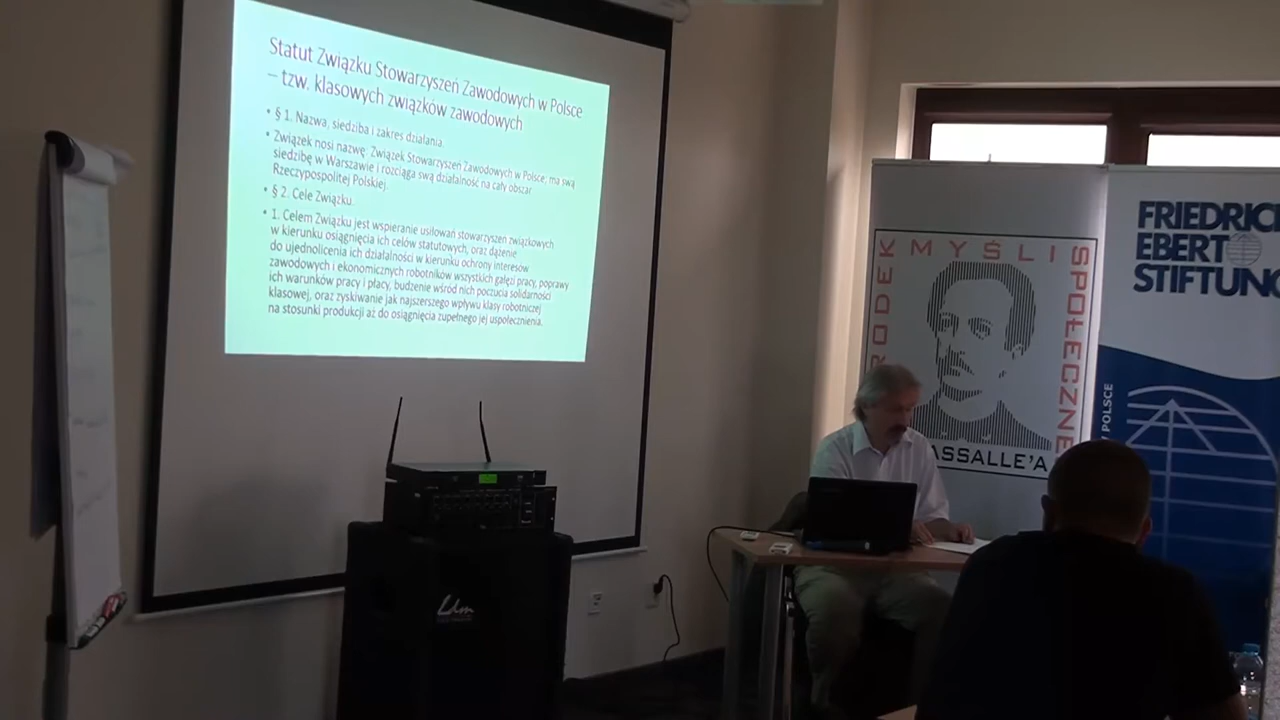 Statut Związku Stowarzyszeń Zawodowych w Polsce
– tzw. klasowych związków zawodowych
• § 1. Nazwa, siedziba i zakres działania.
• Związek nosi nazwę: Związek Stowarzyszeń Zawodowych w Polsce; ma swą
siedzibę w Warszawie i rozciąga swą działalność na cały obszar
Rzeczypospolitej Polskiej.
• § 2. Cele Związku.
• 1. Celem Związku jest wspieranie usiłowań stowarzyszeń związkowych
w kierunku osiągnięcia ich celów statutowych, oraz dążenie
do ujednolicenia ich działalności w kierunku ochrony interesów
zawodowych i ekonomicznych robotników wszystkich gałęzi pracy, poprawy
ich warunków pracy i płacy, budzenie wśród nich poczucia solidarności
klasowej, oraz zyskiwanie jak najszerszego wpływu klasy robotniczej
na stosunki produkcji aż do osiągnięcia zupełnego jej uspołecznienia.
RODEK
MYŚLI
SPOŁECZNE
ASSALLE'A
FRIEDRIC
EBERT
STIFTUNG
POLSCE
Ldm